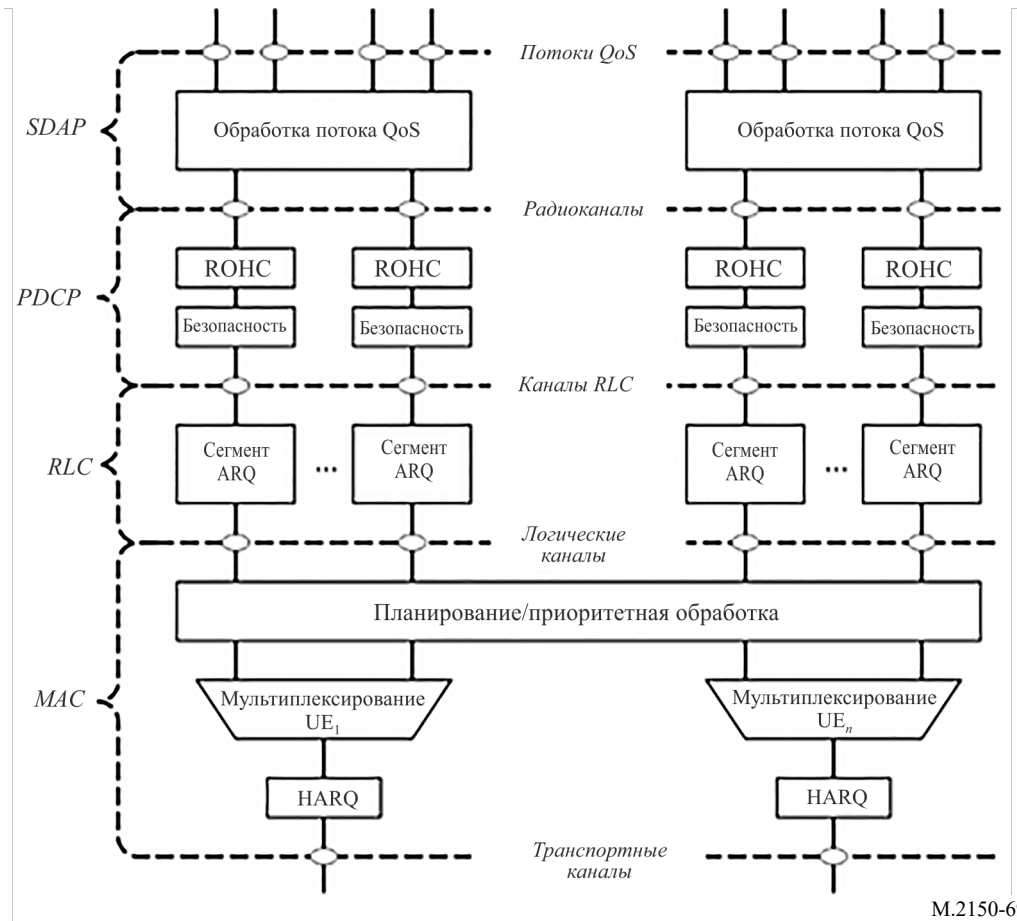 Потоки QoS
SDAP
Обработка потока QoS
Обработка потока QoS
Радиоканалы
ROHC
ROHC
ROHC
ROHC
PDCP
Безопасность
Безопасность
Безопасность
Безопасность
Каналы RLC
RLC
Сегмент
ARQ
...
Сегмент
ARQ
Сегмент
ARQ
...
Сегмент
ARQ
Логические
каналы
Планирование/приоритетная обработка
MAC
Мультиплексирование
UE1
Мультиплексирование
UEn
HARQ
HARQ
Транспортные
каналы
M.2150-6